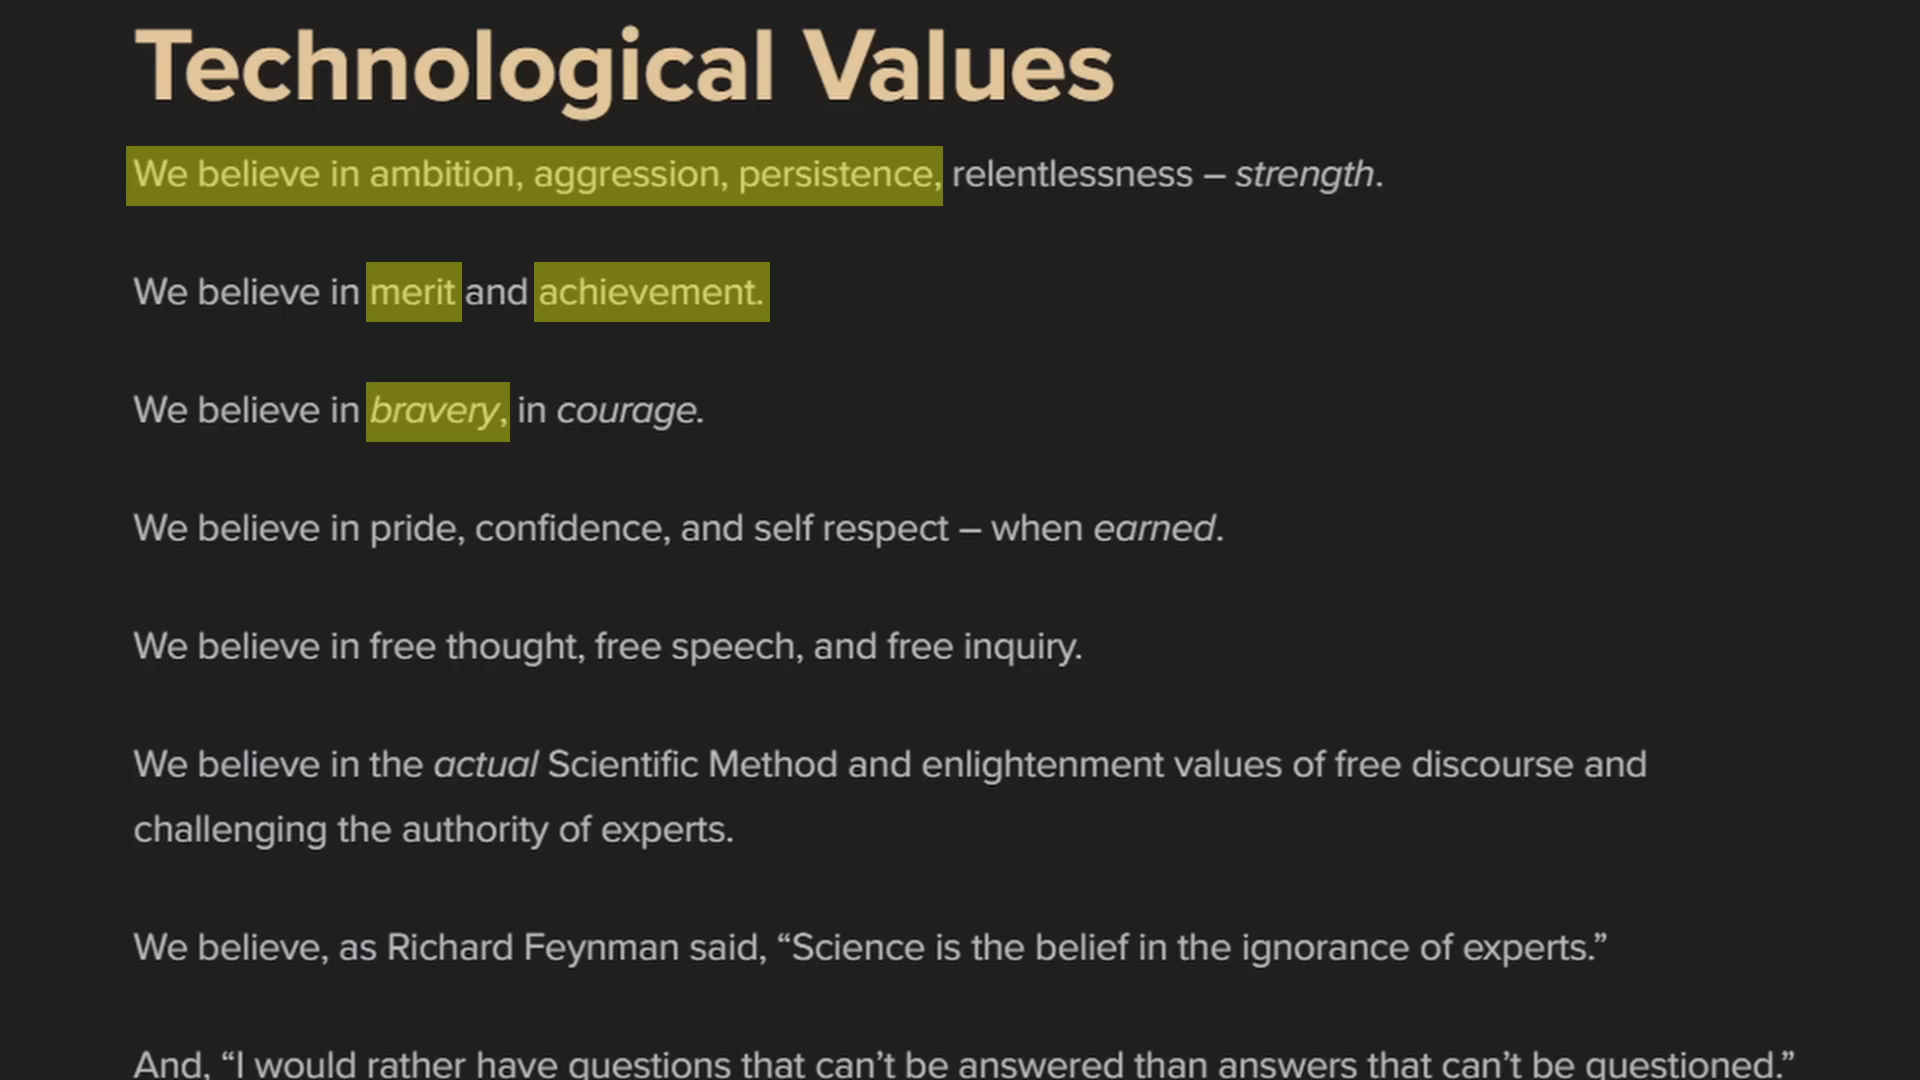 Technological Values
We believe in ambition, aggression, persistence, relentlessness – strength.
We believe in merit and achievement.
We believe in bravery, in courage.
We believe in pride, confidence, and self respect – when earned.
We believe in free thought, free speech, and free inquiry.
We believe in the actual Scientific Method and enlightenment values of free discourse and
challenging the authority of experts.
We believe, as Richard Feynman said, “Science is the belief in the ignorance of experts.”
And, “I would rather have questions that can’t be answered than answers that can’t be questioned.”